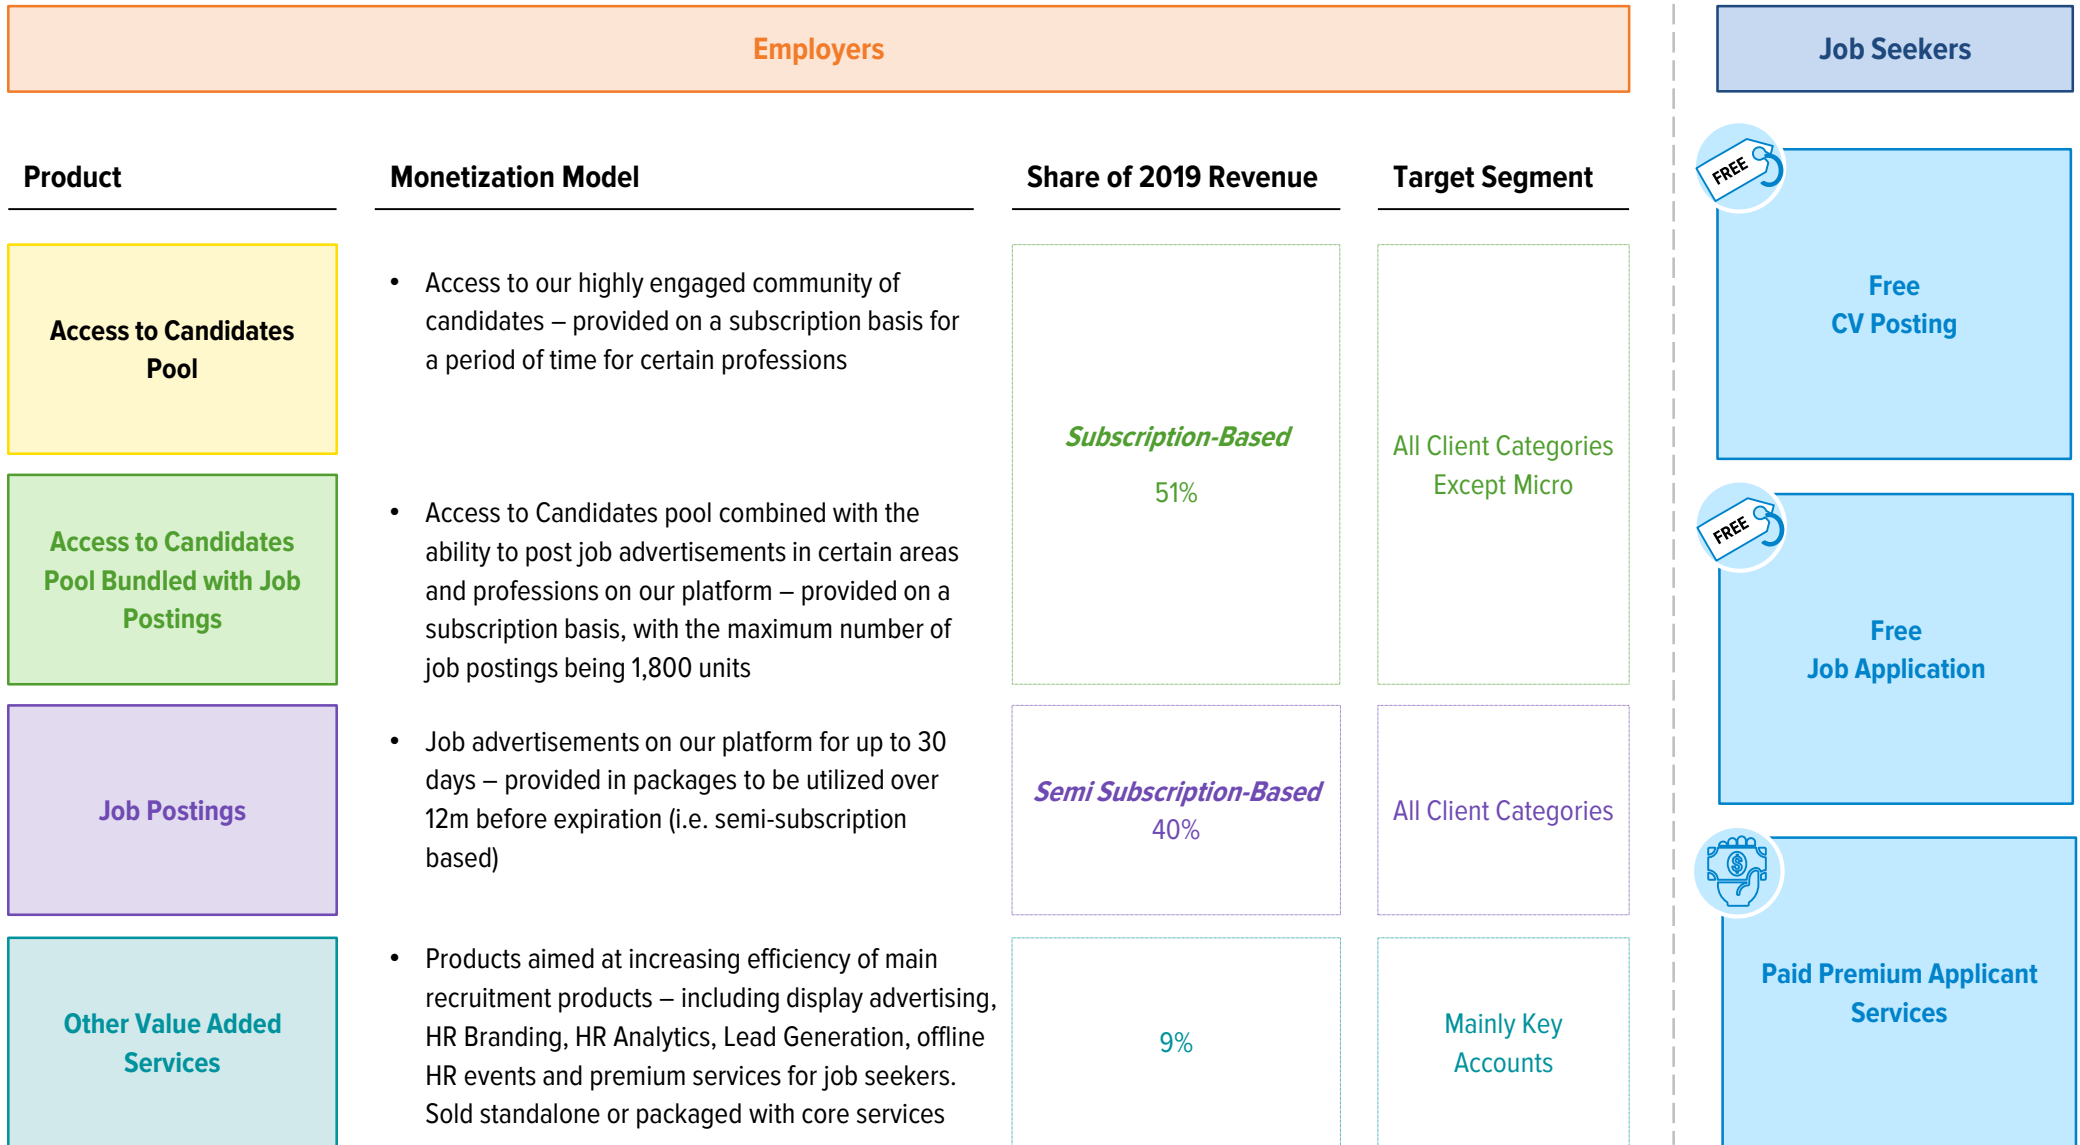 Employers
Job Seekers
Product
Monetization Model
Share of 2019 Revenue
Target Segment
Access to Candidates
Pool
• Access to our highly engaged community of
candidates – provided on a subscription basis for
a period of time for certain professions
Access to Candidates
Pool Bundled with Job
Postings
• Access to Candidates pool combined with the
ability to post job advertisements in certain areas
and professions on our platform – provided on a
subscription basis, with the maximum number of
job postings being 1,800 units
Subscription-Based
51%
All Client Categories
Except Micro
Job Postings
• Job advertisements on our platform for up to 30
days – provided in packages to be utilized over
12m before expiration (i.e. semi-subscription
based)
Semi Subscription-Based
40%
All Client Categories
Other Value Added
Services
• Products aimed at increasing efficiency of main
recruitment products – including display advertising,
HR Branding, HR Analytics, Lead Generation, offline
HR events and premium services for job seekers.
Sold standalone or packaged with core services
9%
Mainly Key
Accounts
FREE
Free
CV Posting
FREE
Free
Job Application
$
Paid Premium Applicant
Services